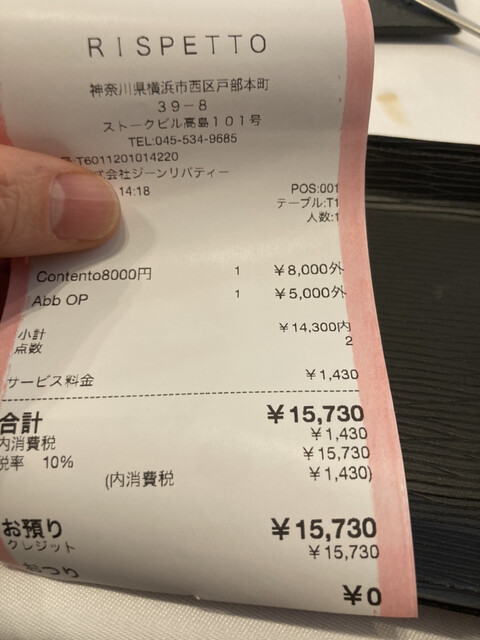 RISPETTO
神奈川県横浜市西区戸部本町
39-8
ストークビル高島101号
TEL:045-534-9685
T6011201014220
式会社ジーンリバティー
14:18 POS:001
テーブル:T1
人数:1
Contento8000円 1 ¥8,000外
Abb OP 1 ¥5,000外
小計 ¥14,300内
点数 2
サービス料金 ¥1,430
合計 ¥15,730
内消費税 ¥1,430
税率 10% ¥15,730
(内消費税 ¥1,430)
お預り ¥15,730
クレジット ¥15,730
おつり ¥0